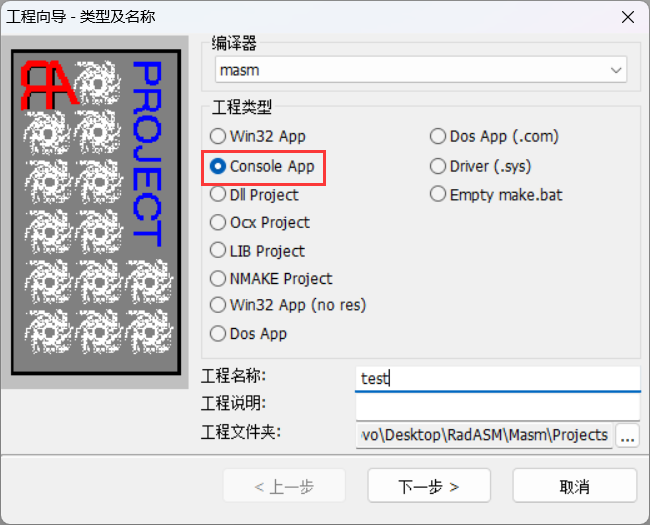 工程向导 - 类型及名称
RA
PROJECT
编译器
masm
工程类型
Win32 App
Console App
Dll Project
Ocx Project
LIB Project
NMAKE Project
Win32 App (no res)
Dos App
Dos App (.com)
Driver (.sys)
Empty make.bat
工程名称:
test
工程说明:
工程文件夹:
vo\Desktop\RadASM\Masm\Projects
...
< 上一步
下一步 >
取消